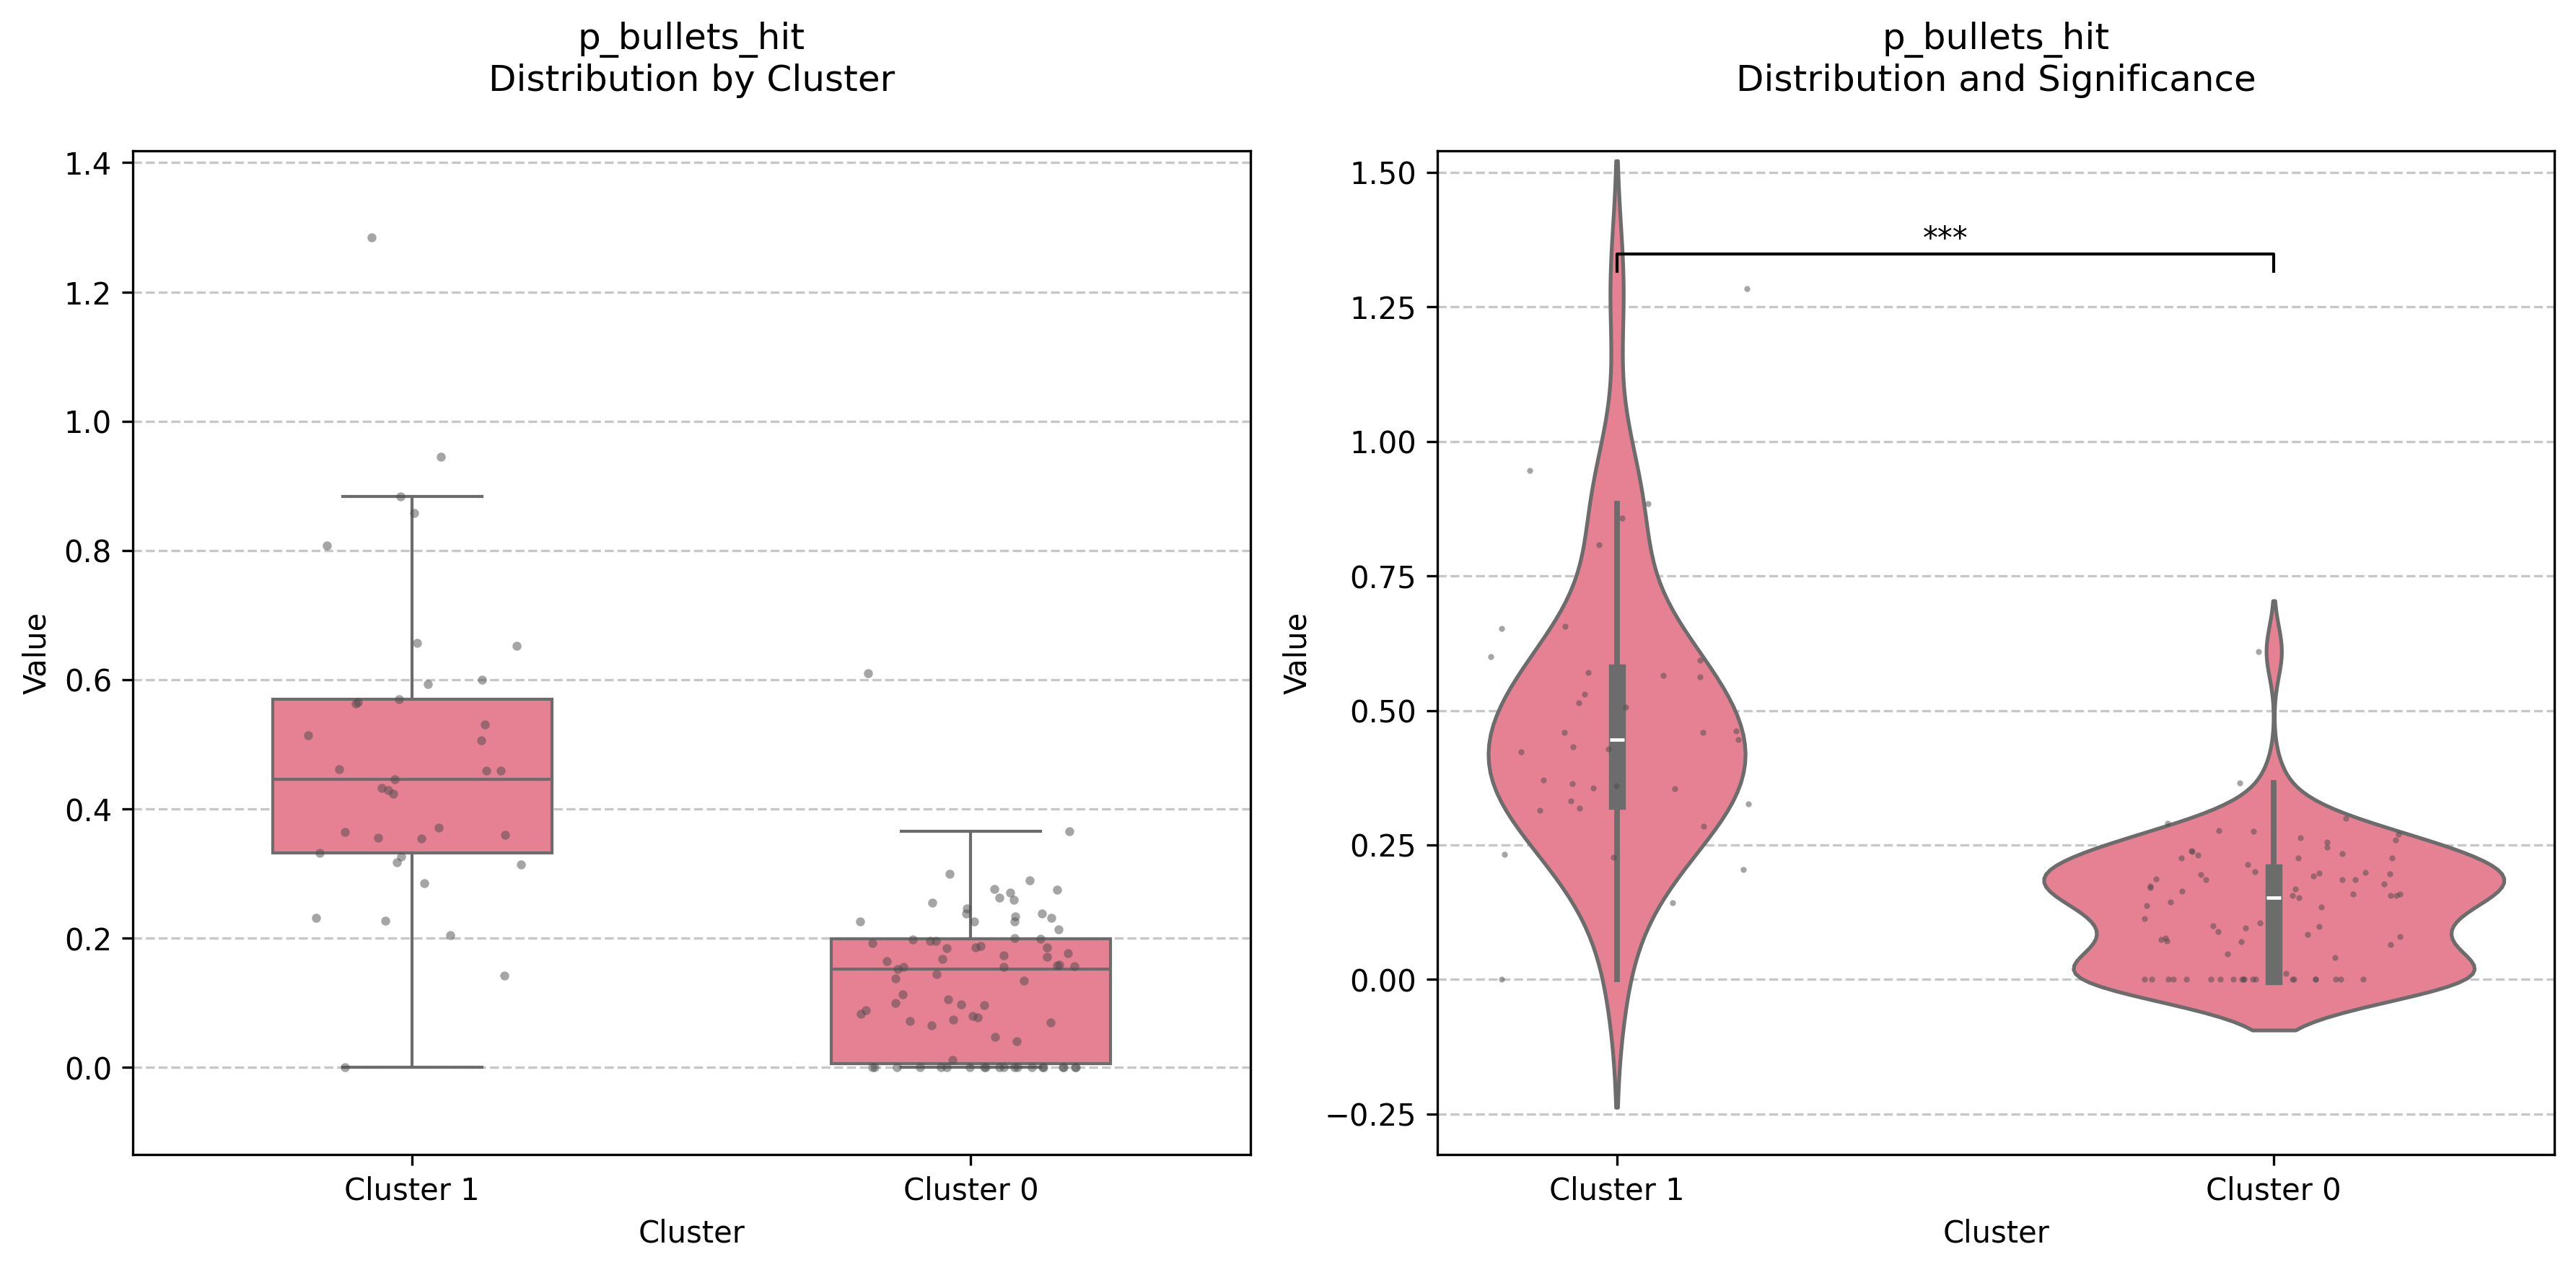 p_bullets_hit
Distribution by Cluster
1.4
1.2
1.0
0.8
0.6
0.4
0.2
0.0
Value
Cluster 1
Cluster 0
Cluster
p_bullets_hit
Distribution and Significance
1.50
1.25
1.00
0.75
0.50
0.25
0.00
−0.25
Value
***
Cluster 1
Cluster 0
Cluster